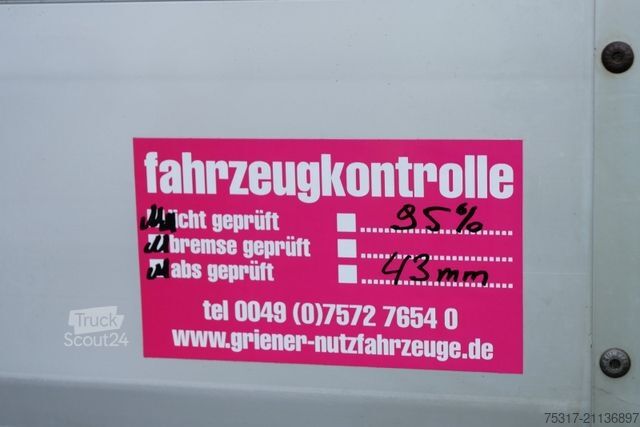 fahrzeugkontrolle
licht geprüft 95%
bremse geprüft
abs geprüft 43mm
tel 0049 (0)7572 7654 0
www.griener-nutzfahrzeuge.de
Truck
Scout24
75317-21136897